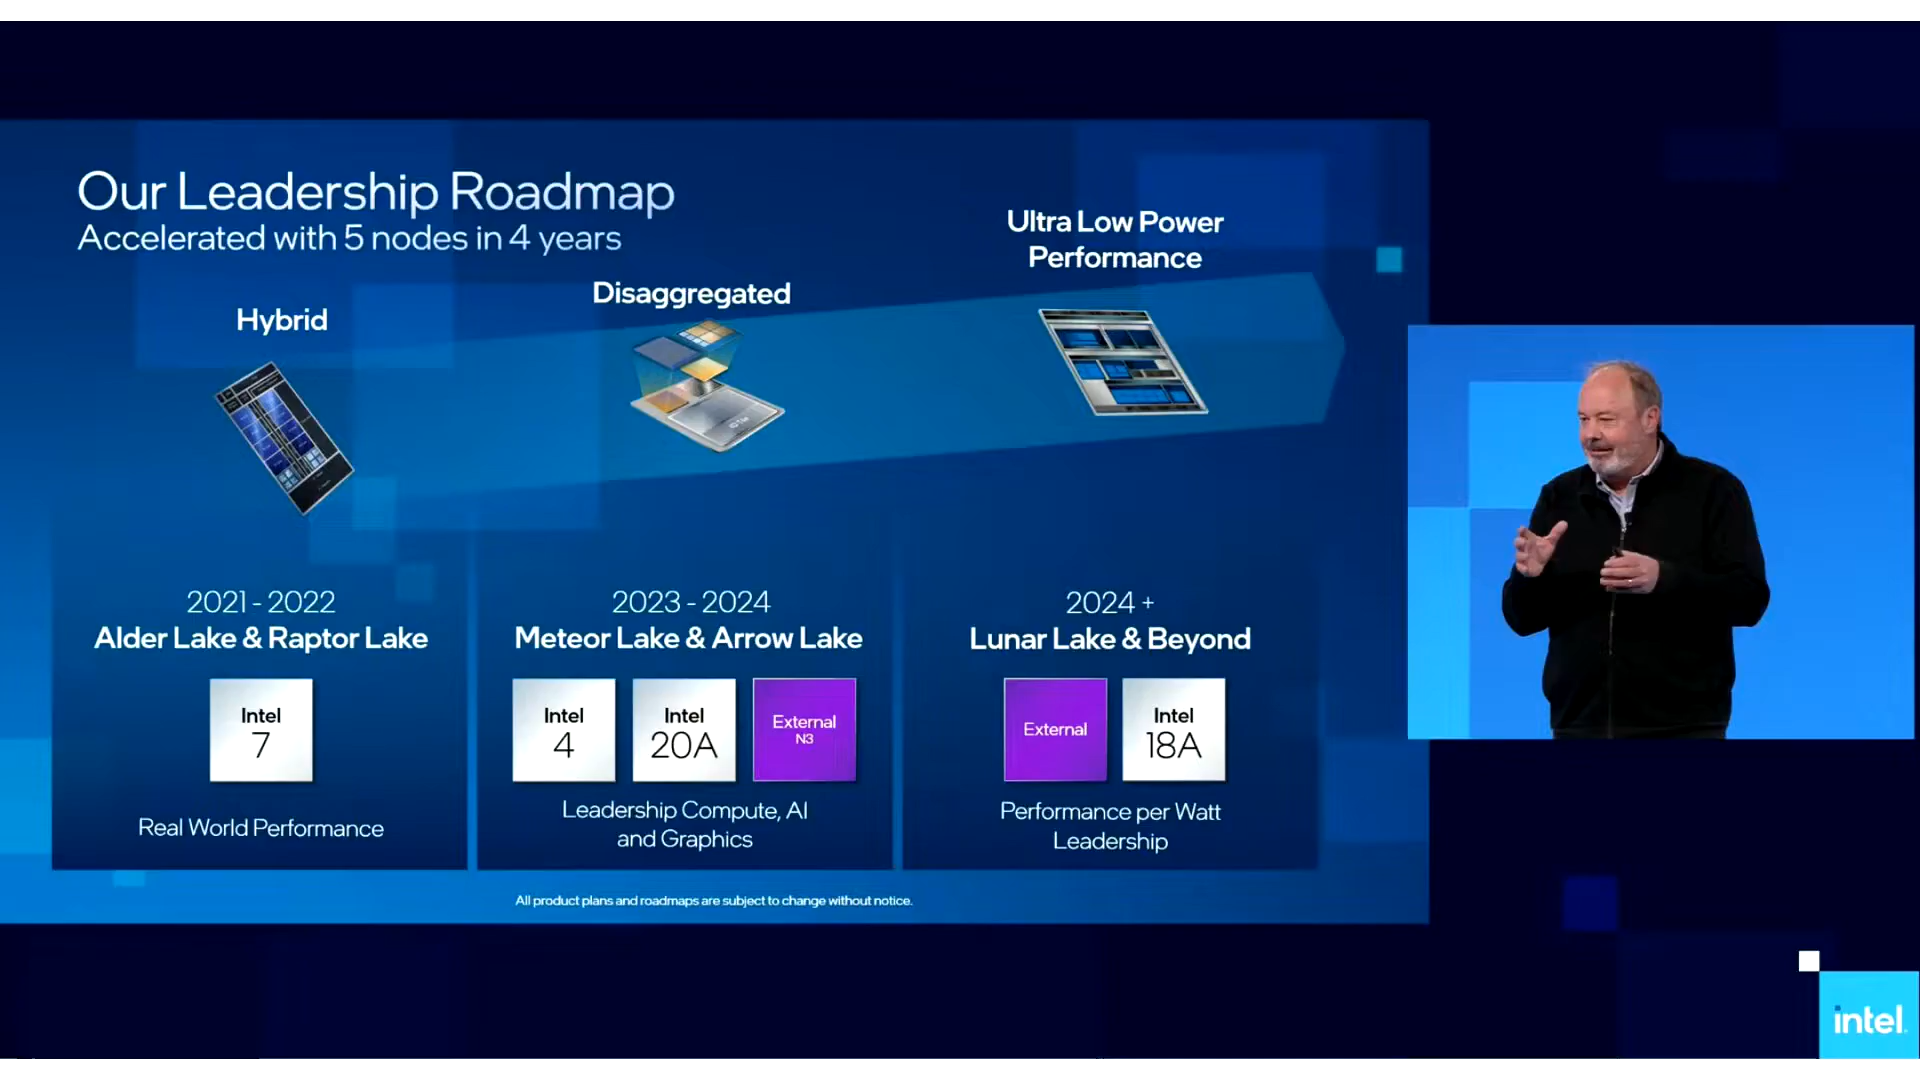 Our Leadership Roadmap
Accelerated with 5 nodes in 4 years
Hybrid
Disaggregated
Ultra Low Power
Performance
2021 - 2022
Alder Lake & Raptor Lake
Intel
7
Real World Performance
2023 - 2024
Meteor Lake & Arrow Lake
Intel
4
Intel
20A
External
N3
Leadership Compute, AI
and Graphics
2024 +
Lunar Lake & Beyond
External
Intel
18A
Performance per Watt
Leadership
All product plans and roadmaps are subject to change without notice.
intel.